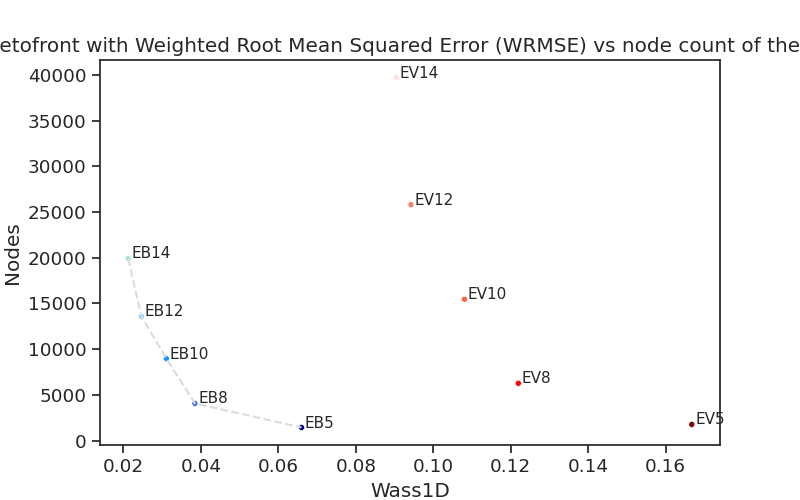 etofront with Weighted Root Mean Squared Error (WRMSE) vs node count of the
40000
35000
30000
25000
20000
15000
10000
5000
0
Nodes
EV14
EV12
EB14
EV10
EB12
EB10
EV8
EB8
EB5
EV5
0.02 0.04 0.06 0.08 0.10 0.12 0.14 0.16
Wass1D